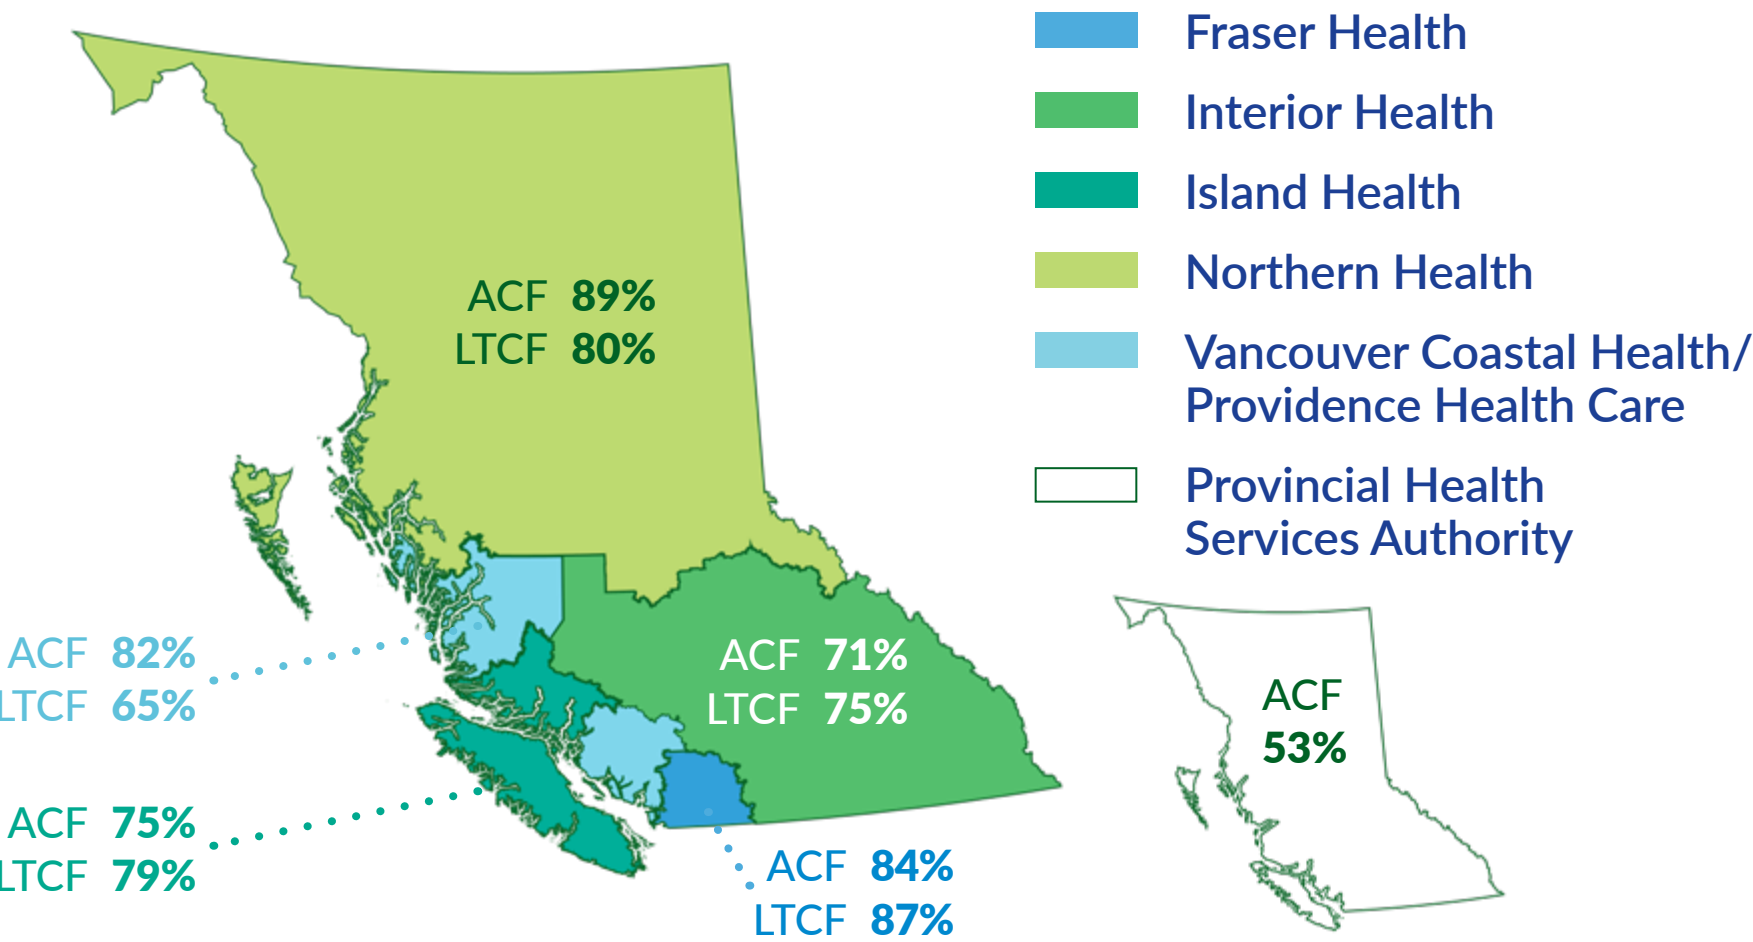 Fraser Health
Interior Health
Island Health
Northern Health
Vancouver Coastal Health/
Providence Health Care
Provincial Health
Services Authority
ACF 89%
LTCF 80%
ACF 82%
LTCF 65%
ACF 71%
LTCF 75%
ACF 75%
LTCF 79%
ACF 84%
LTCF 87%
ACF
53%